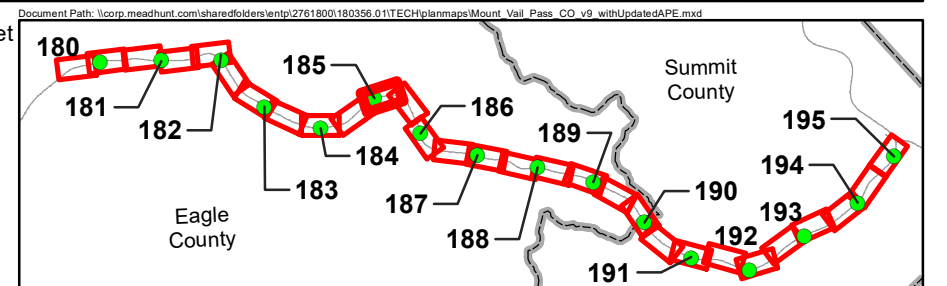 Document Path: \\corp.meadhunt.com\sharedfolders\entp\2761800\180356.01\TECH\planmaps\Mount_Vail_Pass_CO_v9_withUpdatedAPE.mxd
et
180
181
182
183
184
185
186
187
188
189
190
191
192
193
194
195
Summit
County
Eagle
County